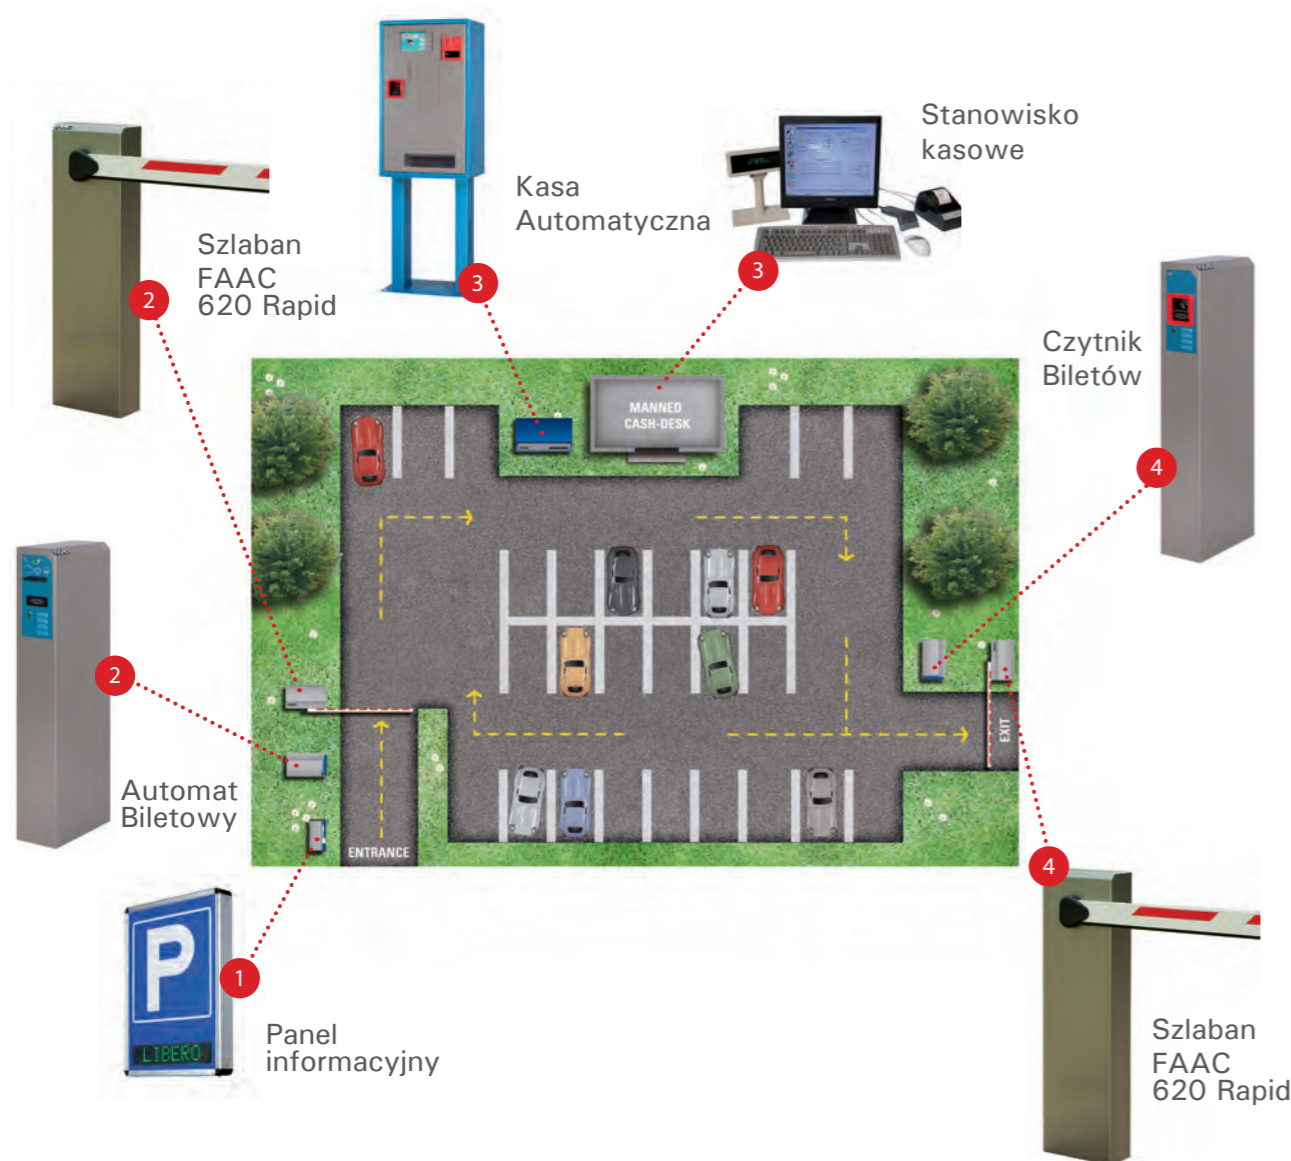 Stanowisko
kasowe
Kasa
Automatyczna
3
3
Szlaban
FAAC
620 Rapid
2
Czytnik
Biletów
4
MANNED
CASH-DESK
2
Automat
Biletowy
EXIT
ENTRANCE
4
P
LIBERO
1
Panel
informacyjny
Szlaban
FAAC
620 Rapid